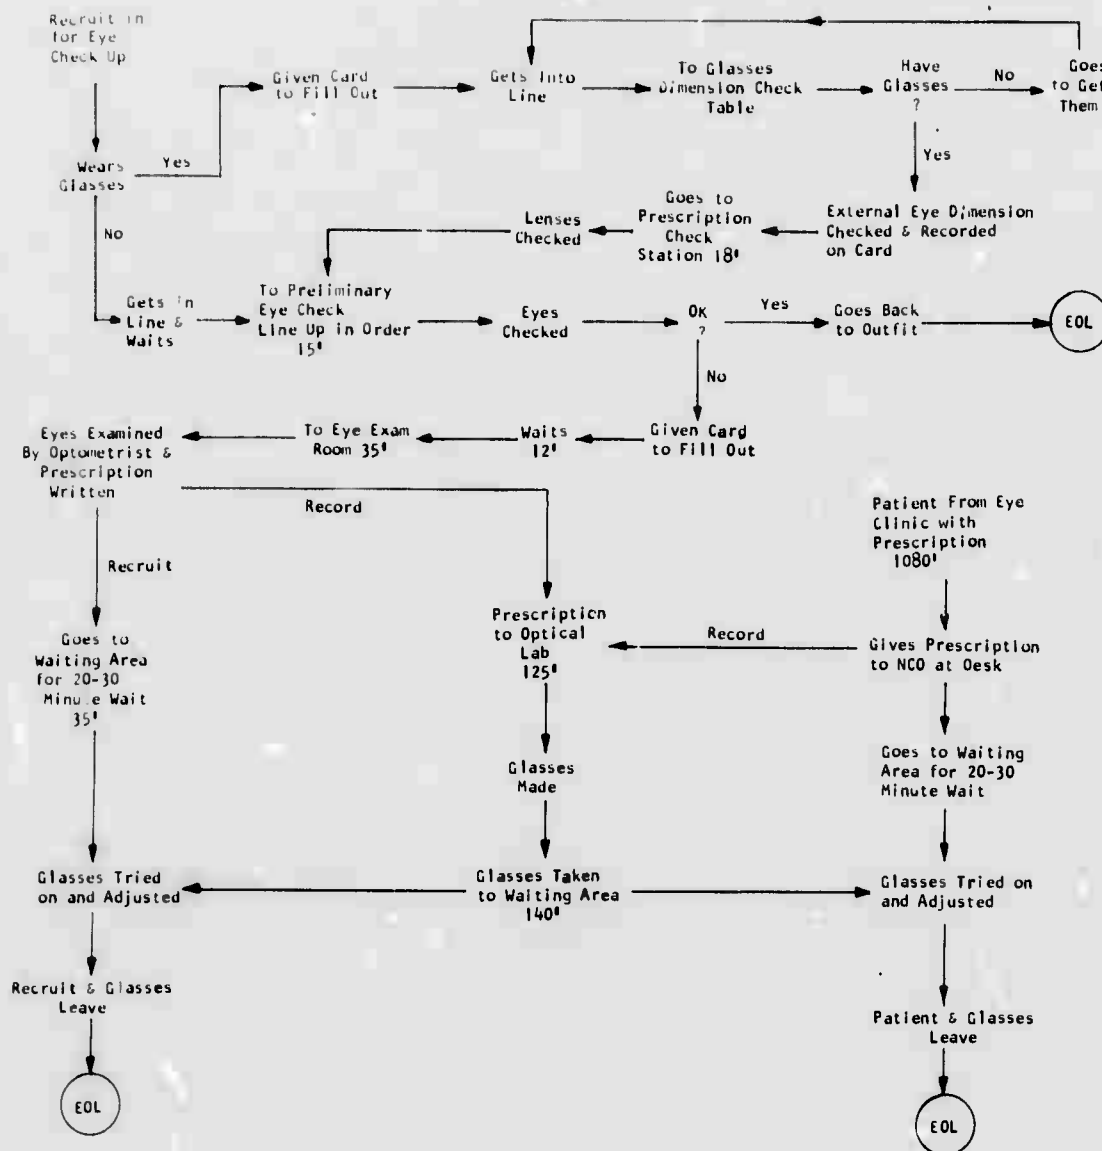 Recruit in
for Eye
Check Up
Given Card
to Fill Out
Gets Into
Line
To Glasses
Dimension Check
Table
Have
Glasses
?
No
Goes
to Get
Them
Wears
Glasses
Yes
Yes
No
Lenses
Checked
Goes to
Prescription
Check
Station 18'
External Eye Dimension
Checked & Recorded
on Card
Gets in
Line &
Waits
To Preliminary
Eye Check
Line Up in Order
15'
Eyes
Checked
OK
?
Yes
Goes Back
to Outfit
EOL
No
Eyes Examined
By Optometrist &
Prescription
Written
To Eye Exam
Room 35'
Waits
12'
Given Card
to Fill Out
Record
Recruit
Patient From Eye
Clinic with
Prescription
1080'
Goes to
Waiting Area
for 20-30
Minute Wait
35'
Prescription
to Optical
Lab
125'
Record
Gives Prescription
to NCO at Desk
Glasses
Made
Goes to Waiting
Area for 20-30
Minute Wait
Glasses Tried
on and Adjusted
Glasses Taken
to Waiting Area
140'
Glasses Tried on
and Adjusted
Recruit & Glasses
Leave
Patient & Glasses
Leave
EOL
EOL